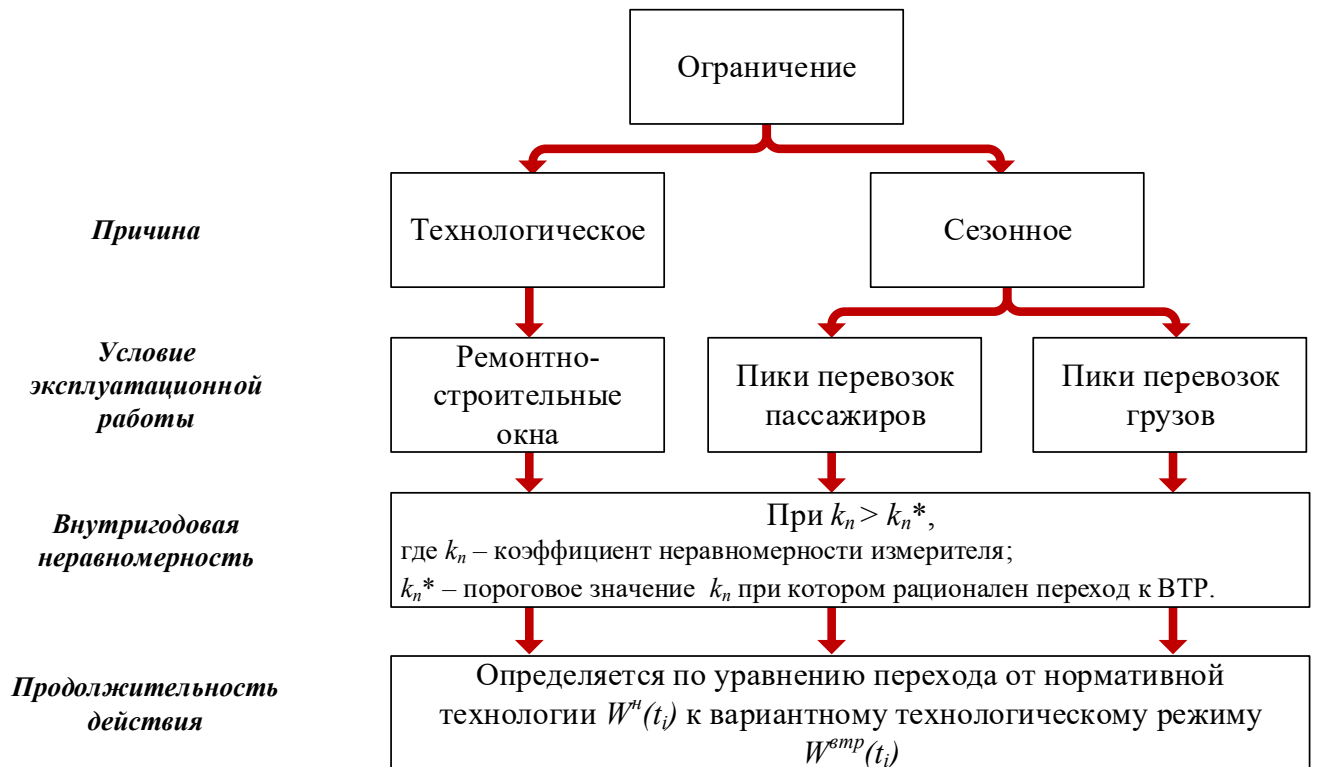 Ограничение
Причина
Технологическое
Сезонное
Условие
эксплуатационной
работы
Ремонтно-
строительные
окна
Пики перевозок
пассажиров
Пики перевозок
грузов
Внутригодовая
неравномерность
При kₙ > kₙ*,
где kₙ – коэффициент неравномерности измерителя;
kₙ* – пороговое значение kₙ при котором рационален переход к ВТР.
Продолжительность
действия
Определяется по уравнению перехода от нормативной
технологии Wᴴ(tᵢ) к вариантному технологическому режиму
Wᵛᵐᵖ(tᵢ)